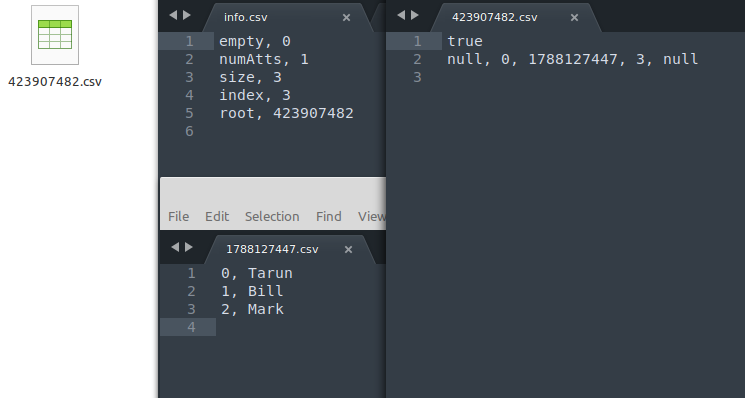 423907482.csv
info.csv
1 empty, 0
2 numAtts, 1
3 size, 3
4 index, 3
5 root, 423907482
6
423907482.csv
1 true
2 null, 0, 1788127447, 3, null
3
File Edit Selection Find View
1788127447.csv
1 0, Tarun
2 1, Bill
3 2, Mark
4